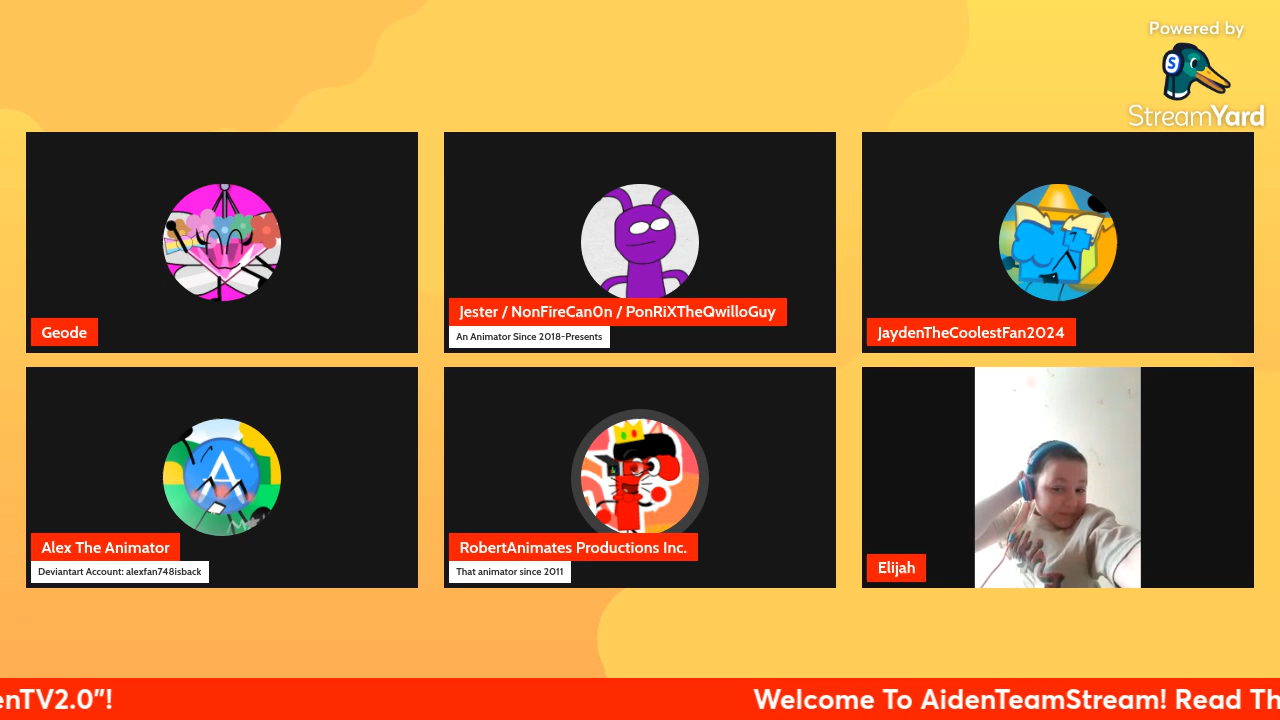 Powered by
S
StreamYard
Geode
Jester / NonFireCan0n / PonRiXTheQwilloGuy
An Animator Since 2018-Presents
JaydenTheCoolestFan2024
A
Alex The Animator
Deviantart Account: alexfan748isback
RobertAnimates Productions Inc.
That animator since 2011
Elijah
enTV2.0"!
Welcome To AidenTeamStream! Read Th